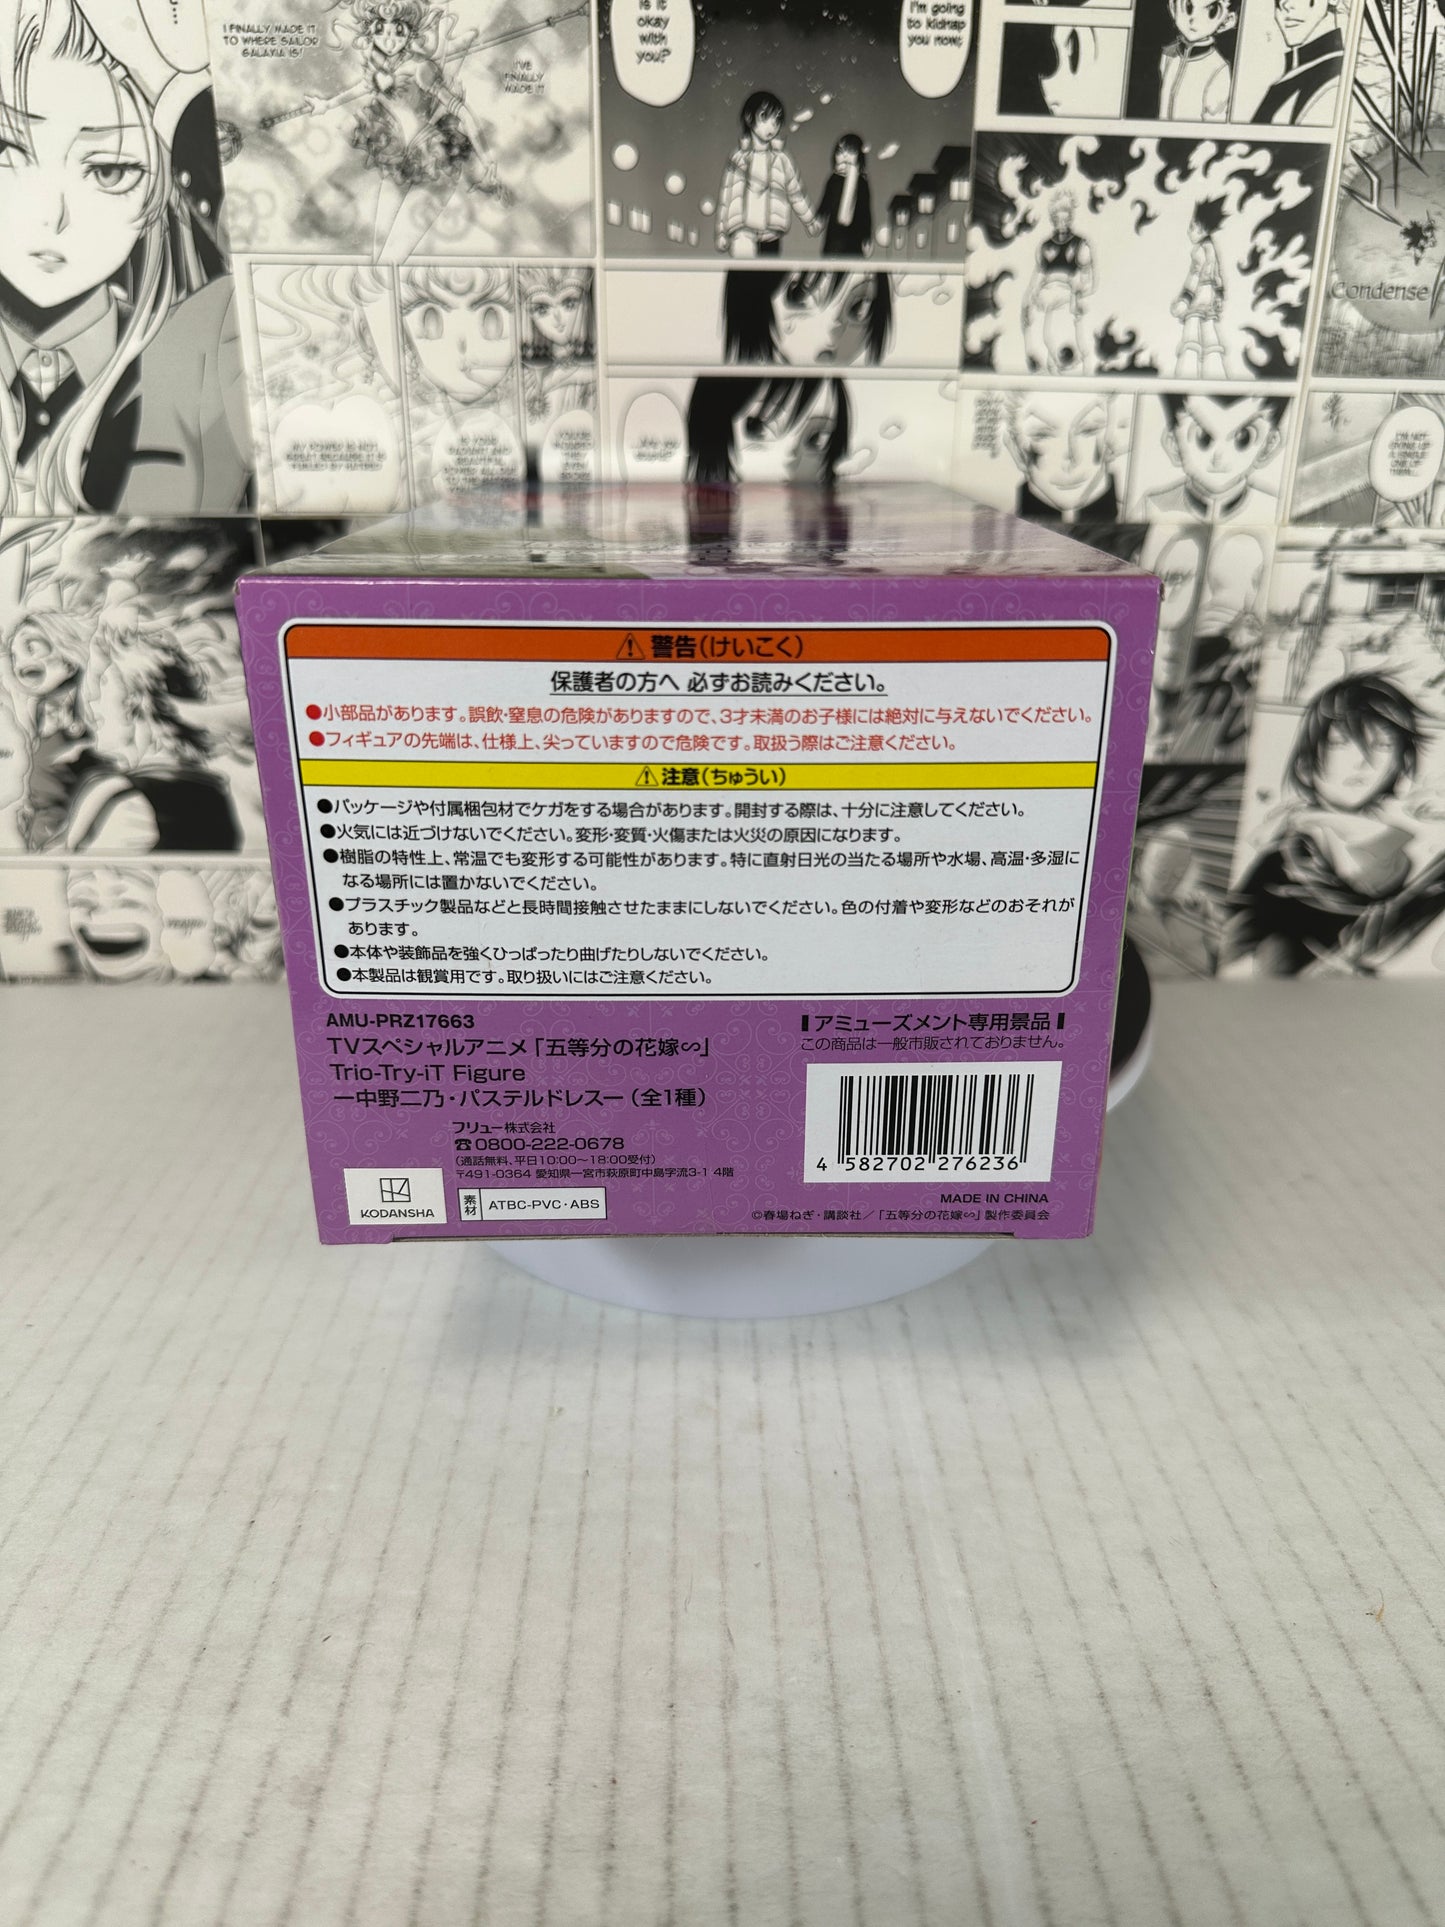 I FINALLY MADE IT
TO WHERE SAILOR
GALAXIA IS!
I'VE
FINALLY
MADE IT
is it
okay
with
you?
I'm going
to kidnap
you now.
Condense
MY POWER IS NOT
GREAT BECAUSE IT IS
FUELED BY HATRED
⚠警告(けいこく)
保護者の方へ 必ずお読みください。
●小部品があります。誤飲・窒息の危険がありますので、3才未満のお子様には絶対に与えないでください。
●フィギュアの先端は、仕様上、尖っていますので危険です。取扱う際はご注意ください。
⚠注意(ちゅうい)
●パッケージや付属梱包材でケガをする場合があります。開封する際は、十分に注意してください。
●火気には近づけないでください。変形・変質・火傷または火災の原因になります。
●樹脂の特性上、常温でも変形する可能性があります。特に直射日光の当たる場所や水場、高温・多湿に
なる場所には置かないでください。
●プラスチック製品などと長時間接触させたままにしないでください。色の付着や変形などのおそれが
あります。
●本体や装飾品を強くひっぱったり曲げたりしないでください。
●本製品は観賞用です。取り扱いにはご注意ください。
AMU-PRZ17663
TVスペシャルアニメ「五等分の花嫁∽」
Trio-Try-iT Figure
ー中野二乃・パステルドレスー(全1種)
フリュー株式会社
☎0800-222-0678
(通話無料、平日10:00〜18:00受付)
〒491-0364 愛知県一宮市萩原町中島字流3-1 4階
KODANSHA
素材 ATBC-PVC・ABS
アミューズメント専用景品
この商品は一般市販されておりません。
4 582702 276236
MADE IN CHINA
©春場ねぎ・講談社/「五等分の花嫁∽」製作委員会